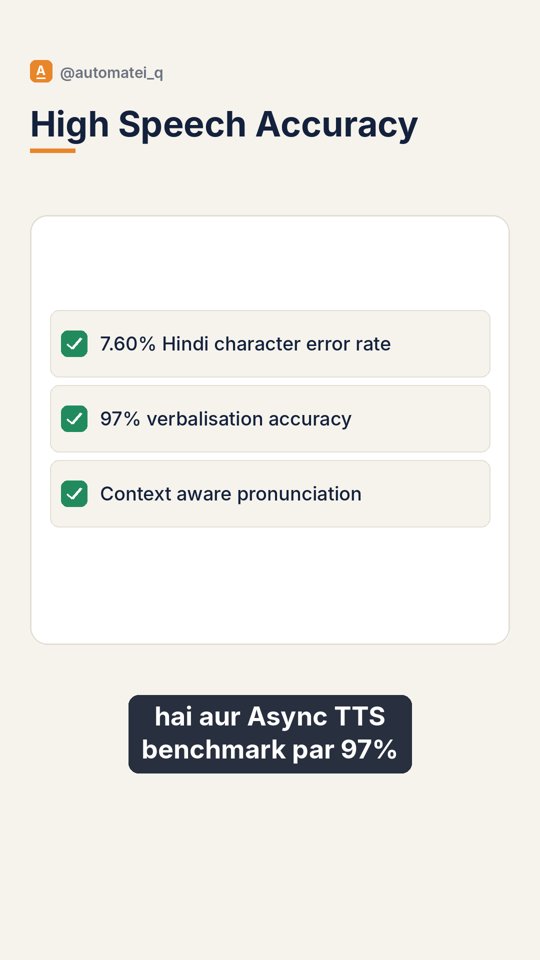 A
@automatei_q
High Speech Accuracy
7.60% Hindi character error rate
97% verbalisation accuracy
Context aware pronunciation
hai aur Async TTS
benchmark par 97%